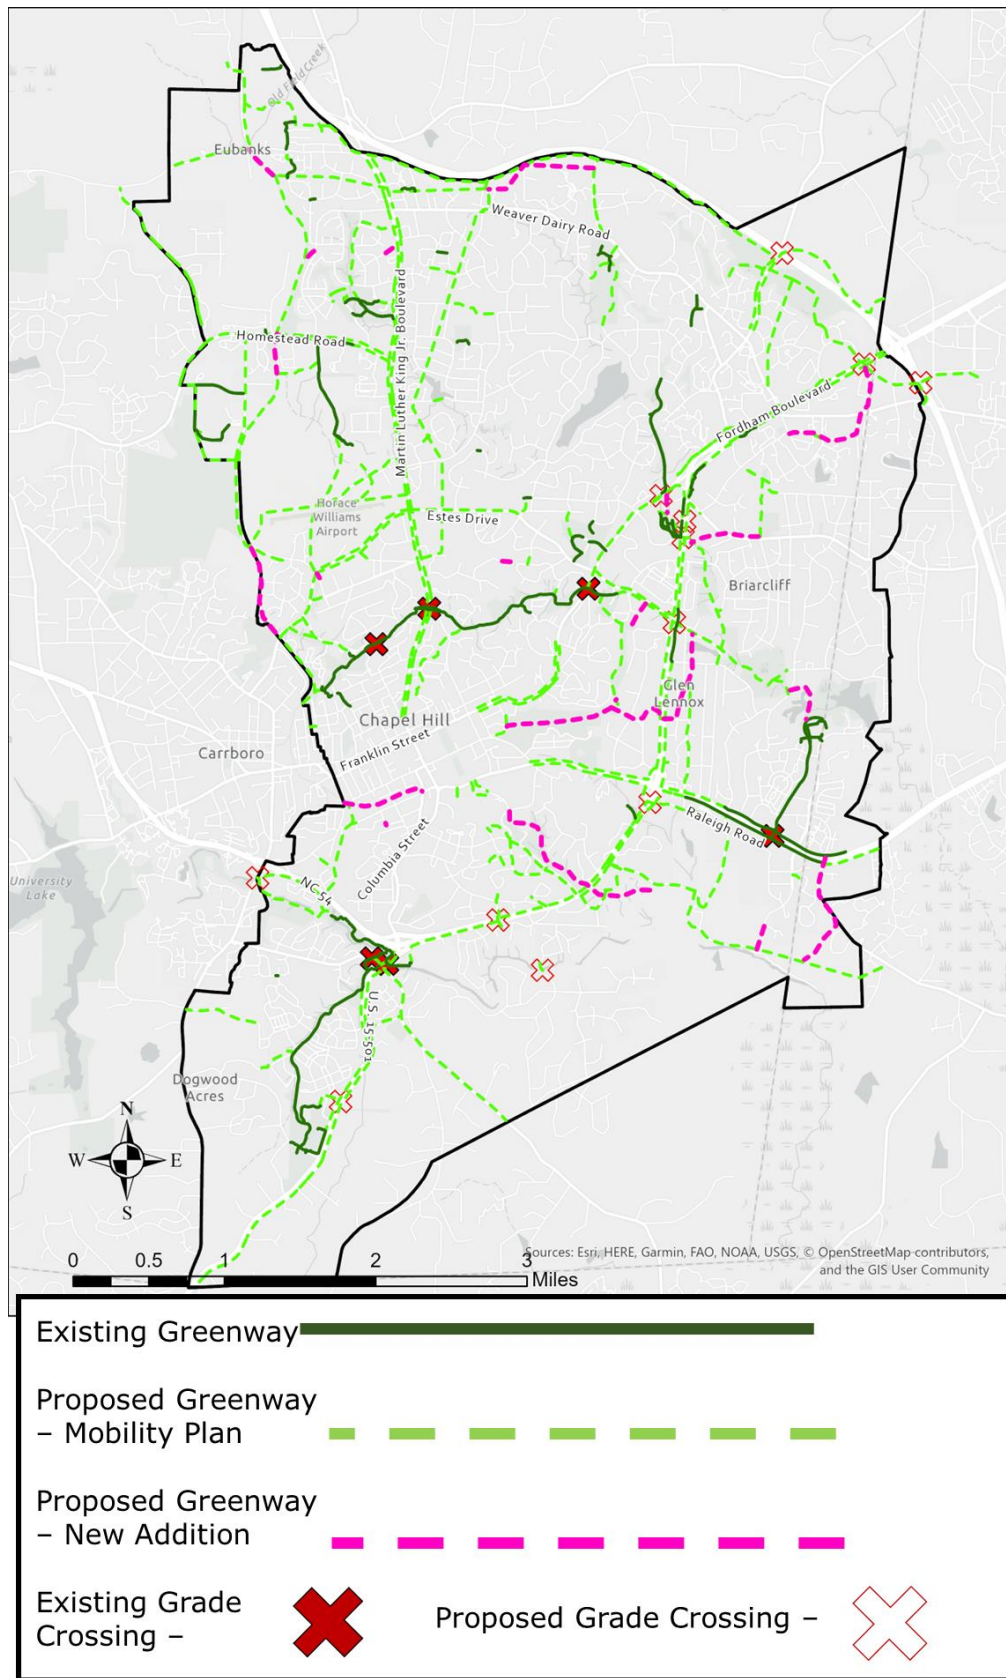 Old Field Creek
Eubanks
Weaver Dairy Road
Homestead Road
Martin Luther King Jr. Boulevard
Fordham Boulevard
Horace
Williams
Airport
Estes Drive
Briarcliff
Glen
Lennox
Chapel Hill
Franklin Street
Carrboro
Raleigh Road
Columbia Street
University
Lake
NC 54
U.S. 15-501
Dogwood
Acres
N
W
E
S
0 0.5 1 2 3
Miles
Sources: Esri, HERE, Garmin, FAO, NOAA, USGS, © OpenStreetMap contributors,
and the GIS User Community
Existing Greenway
Proposed Greenway
– Mobility Plan
Proposed Greenway
– New Addition
Existing Grade
Crossing –
Proposed Grade Crossing –